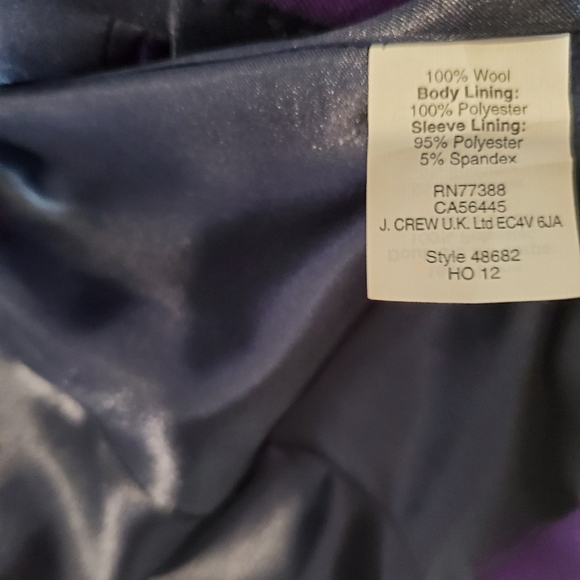 100% Wool
Body Lining:
100% Polyester
Sleeve Lining:
95% Polyester
5% Spandex
RN77388
CA56445
J. CREW U.K. Ltd EC4V 6JA
Style 48682
HO 12